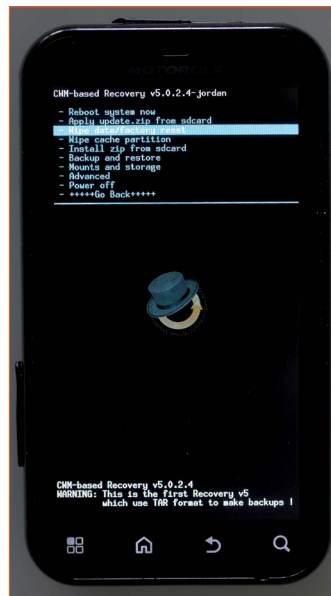 MOTOROLA
CWM-based Recovery v5.0.2.4-jordan
- Reboot system now
- Apply update.zip from sdcard
- Wipe data/factory reset
- Wipe cache partition
- Install zip from sdcard
- Backup and restore
- Mounts and storage
- Advanced
- Power off
- +++++Go Back+++++
CWM-based Recovery v5.0.2.4
WARNING: This is the first Recovery v5
which use TAR format to make backups !